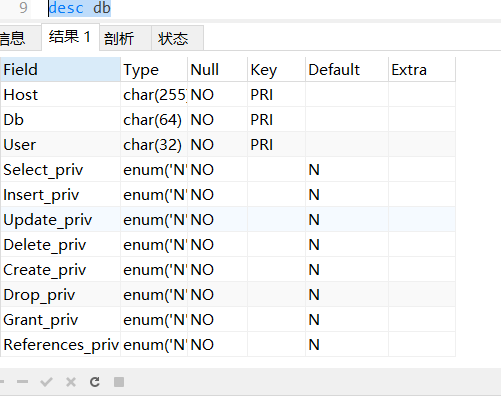 9 desc db
信息 结果 1 剖析 状态
Field Type Null Key Default Extra
Host char(255) NO PRI
Db char(64) NO PRI
User char(32) NO PRI
Select_priv enum('N' NO N
Insert_priv enum('N' NO N
Update_priv enum('N' NO N
Delete_priv enum('N' NO N
Create_priv enum('N' NO N
Drop_priv enum('N' NO N
Grant_priv enum('N' NO N
References_priv enum('N' NO N